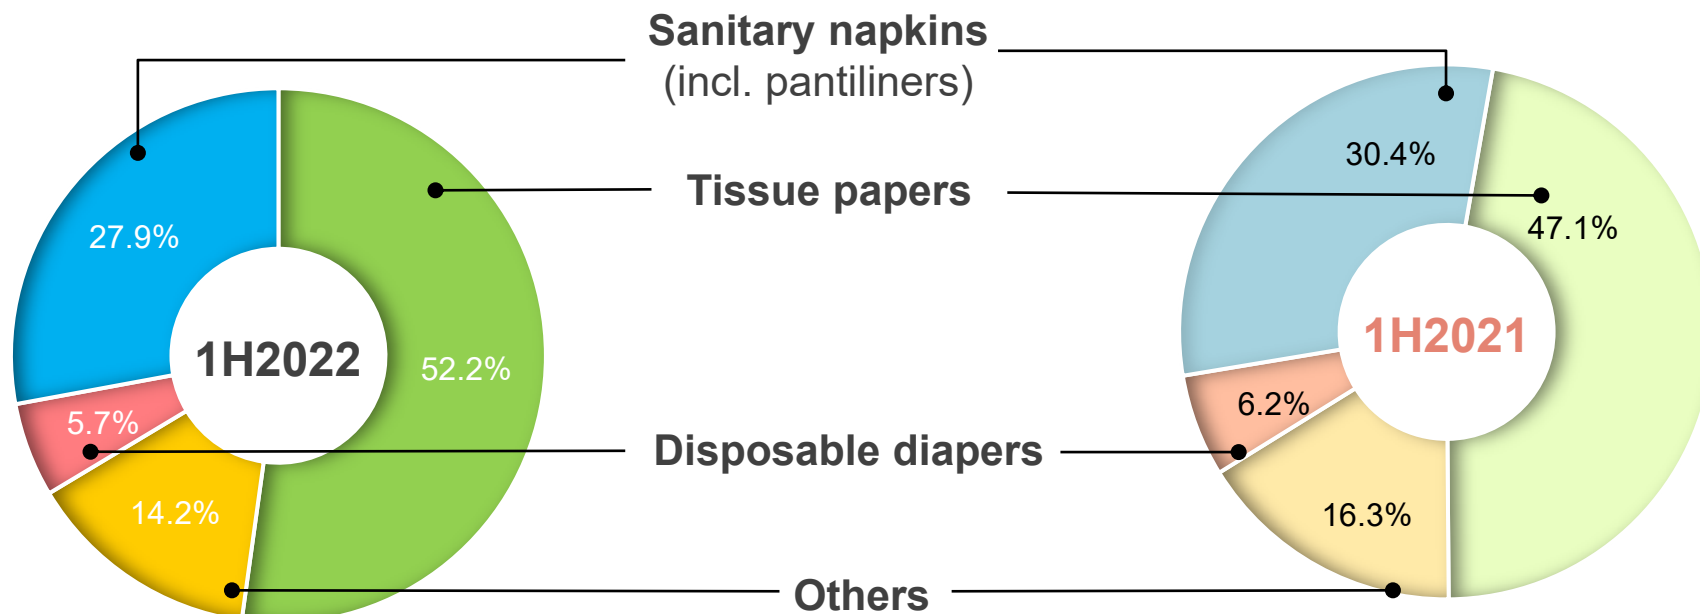 Sanitary napkins
(incl. pantiliners)
30.4%
Tissue papers
27.9%
47.1%
1H2022
52.2%
1H2021
5.7%
6.2%
Disposable diapers
14.2%
16.3%
Others